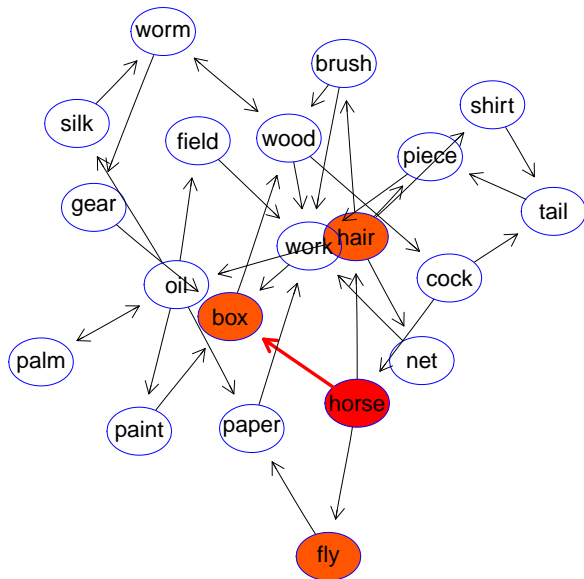 worm
brush
shirt
silk
field
wood
piece
gear
tail
work
hair
oil
cock
box
palm
net
horse
paint
paper
fly